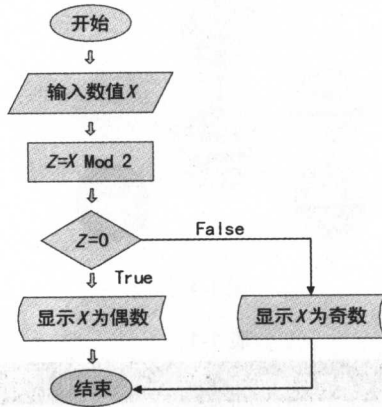 开始
输入数值X
Z=X Mod 2
Z=0
False
True
显示X为偶数
显示X为奇数
结束